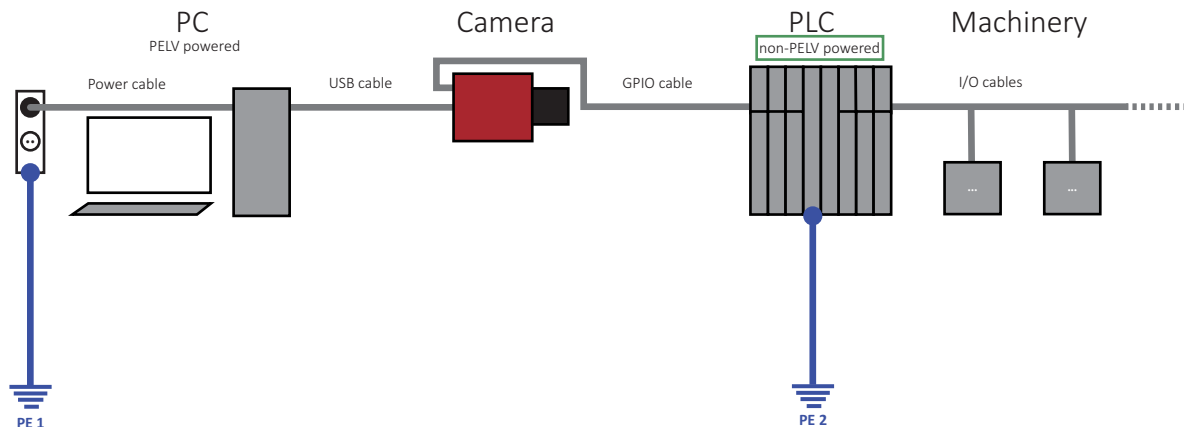 PC
PELV powered
Camera
PLC
non-PELV powered
Machinery
Power cable
USB cable
GPIO cable
I/O cables
...
...
PE 1
PE 2